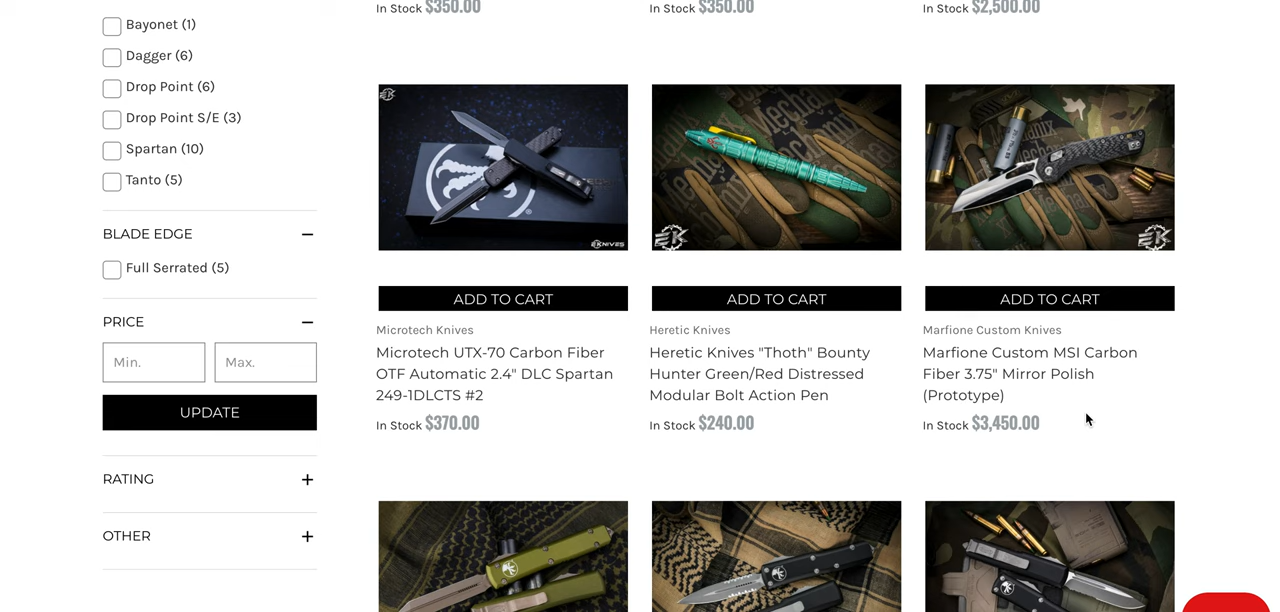 Bayonet (1)
Dagger (6)
Drop Point (6)
Drop Point S/E (3)
Spartan (10)
Tanto (5)
BLADE EDGE
Full Serrated (5)
PRICE
Min.
Max.
UPDATE
RATING
OTHER
In Stock $350.00
In Stock $350.00
In Stock $2,500.00
EK
EKNIVES
ADD TO CART
Microtech Knives
Microtech UTX-70 Carbon Fiber
OTF Automatic 2.4" DLC Spartan
249-1DLCTS #2
In Stock $370.00
EK
ADD TO CART
Heretic Knives
Heretic Knives "Thoth" Bounty
Hunter Green/Red Distressed
Modular Bolt Action Pen
In Stock $240.00
EK
ADD TO CART
Marfione Custom Knives
Marfione Custom MSI Carbon
Fiber 3.75" Mirror Polish
(Prototype)
In Stock $3,450.00